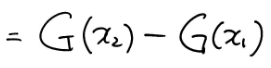 = G(x₂) − G(x₁)